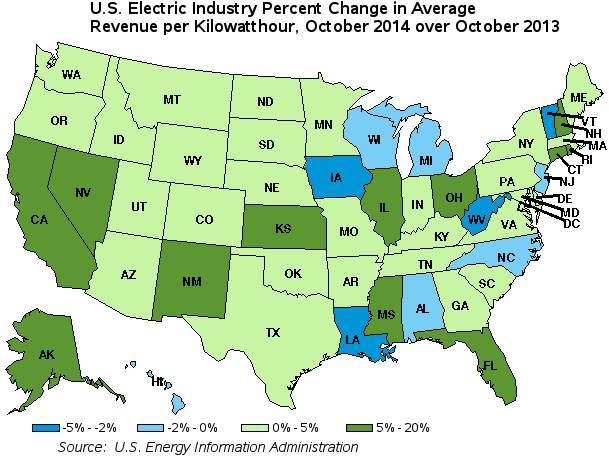 U.S. Electric Industry Percent Change in Average
Revenue per Kilowatthour, October 2014 over October 2013
WA
MT
ND
MN
ME
OR
ID
SD
WI
MI
NY
VT
NH
MA
RI
CT
WY
NE
IA
PA
NJ
NV
UT
CO
IL
IN
OH
DE
MD
DC
CA
KS
MO
WV
VA
KY
AZ
NM
OK
AR
TN
NC
SC
TX
MS
AL
GA
LA
AK
HI
FL
-5% - -2%
-2% - 0%
0% - 5%
5% - 20%
Source: U.S. Energy Information Administration